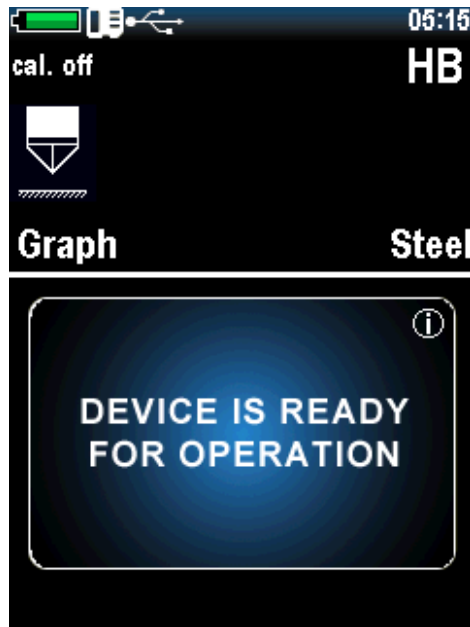 05:15
cal. off HB
Graph Steel
DEVICE IS READY
FOR OPERATION